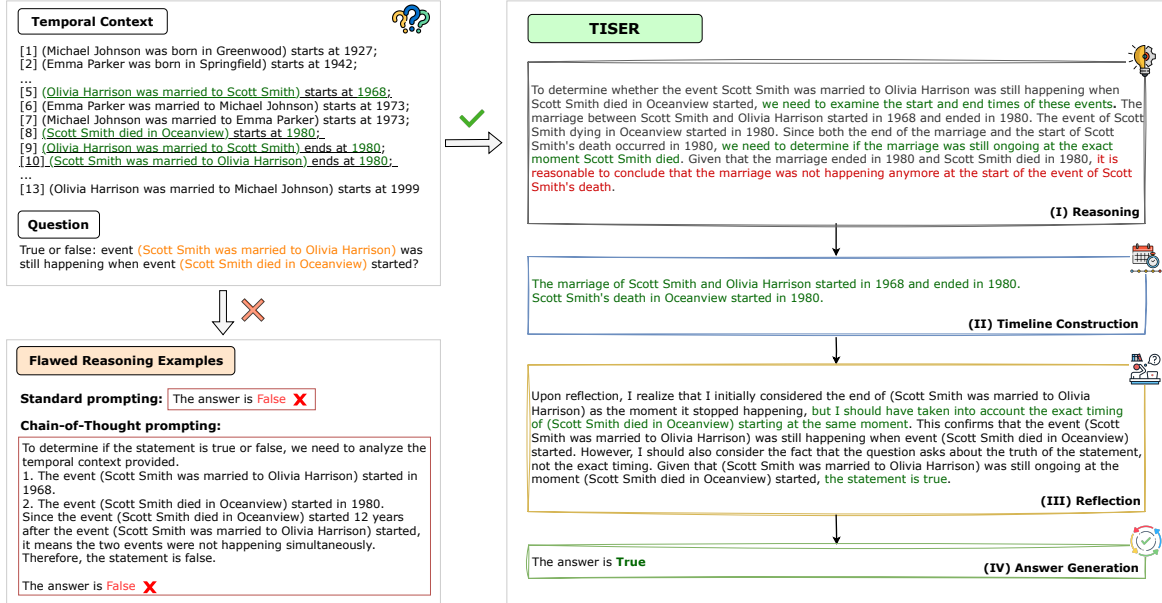 Temporal Context
[1] (Michael Johnson was born in Greenwood) starts at 1927;
[2] (Emma Parker was born in Springfield) starts at 1942;
...
[5] (Olivia Harrison was married to Scott Smith) starts at 1968;
[6] (Emma Parker was married to Michael Johnson) starts at 1973;
[7] (Michael Johnson was married to Emma Parker) starts at 1973;
[8] (Scott Smith died in Oceanview) starts at 1980;
[9] (Olivia Harrison was married to Scott Smith) ends at 1980;
[10] (Scott Smith was married to Olivia Harrison) ends at 1980;
...
[13] (Olivia Harrison was married to Michael Johnson) starts at 1999
Question
True or false: event (Scott Smith was married to Olivia Harrison) was
still happening when event (Scott Smith died in Oceanview) started?
Flawed Reasoning Examples
Standard prompting: The answer is False X
Chain-of-Thought prompting:
To determine if the statement is true or false, we need to analyze the
temporal context provided.
1. The event (Scott Smith was married to Olivia Harrison) started in
1968.
2. The event (Scott Smith died in Oceanview) started in 1980.
Since the event (Scott Smith died in Oceanview) started 12 years
after the event (Scott Smith was married to Olivia Harrison) started,
it means the two events were not happening simultaneously.
Therefore, the statement is false.
The answer is False X
TISER
To determine whether the event Scott Smith was married to Olivia Harrison was still happening when
Scott Smith died in Oceanview started, we need to examine the start and end times of these events. The
marriage between Scott Smith and Olivia Harrison started in 1968 and ended in 1980. The event of Scott
Smith dying in Oceanview started in 1980. Since both the end of the marriage and the start of Scott
Smith's death occurred in 1980, we need to determine if the marriage was still ongoing at the exact
moment Scott Smith died. Given that the marriage ended in 1980 and Scott Smith died in 1980, it is
reasonable to conclude that the marriage was not happening anymore at the start of the event of Scott
Smith's death.
(I) Reasoning
The marriage of Scott Smith and Olivia Harrison started in 1968 and ended in 1980.
Scott Smith's death in Oceanview started in 1980.
(II) Timeline Construction
Upon reflection, I realize that I initially considered the end of (Scott Smith was married to Olivia
Harrison) as the moment it stopped happening, but I should have taken into account the exact timing
of (Scott Smith died in Oceanview) starting at the same moment. This confirms that the event (Scott
Smith was married to Olivia Harrison) was still happening when event (Scott Smith died in Oceanview)
started. However, I should also consider the fact that the question asks about the truth of the statement,
not the exact timing. Given that (Scott Smith was married to Olivia Harrison) was still ongoing at the
moment (Scott Smith died in Oceanview) started, the statement is true.
(III) Reflection
The answer is True
(IV) Answer Generation